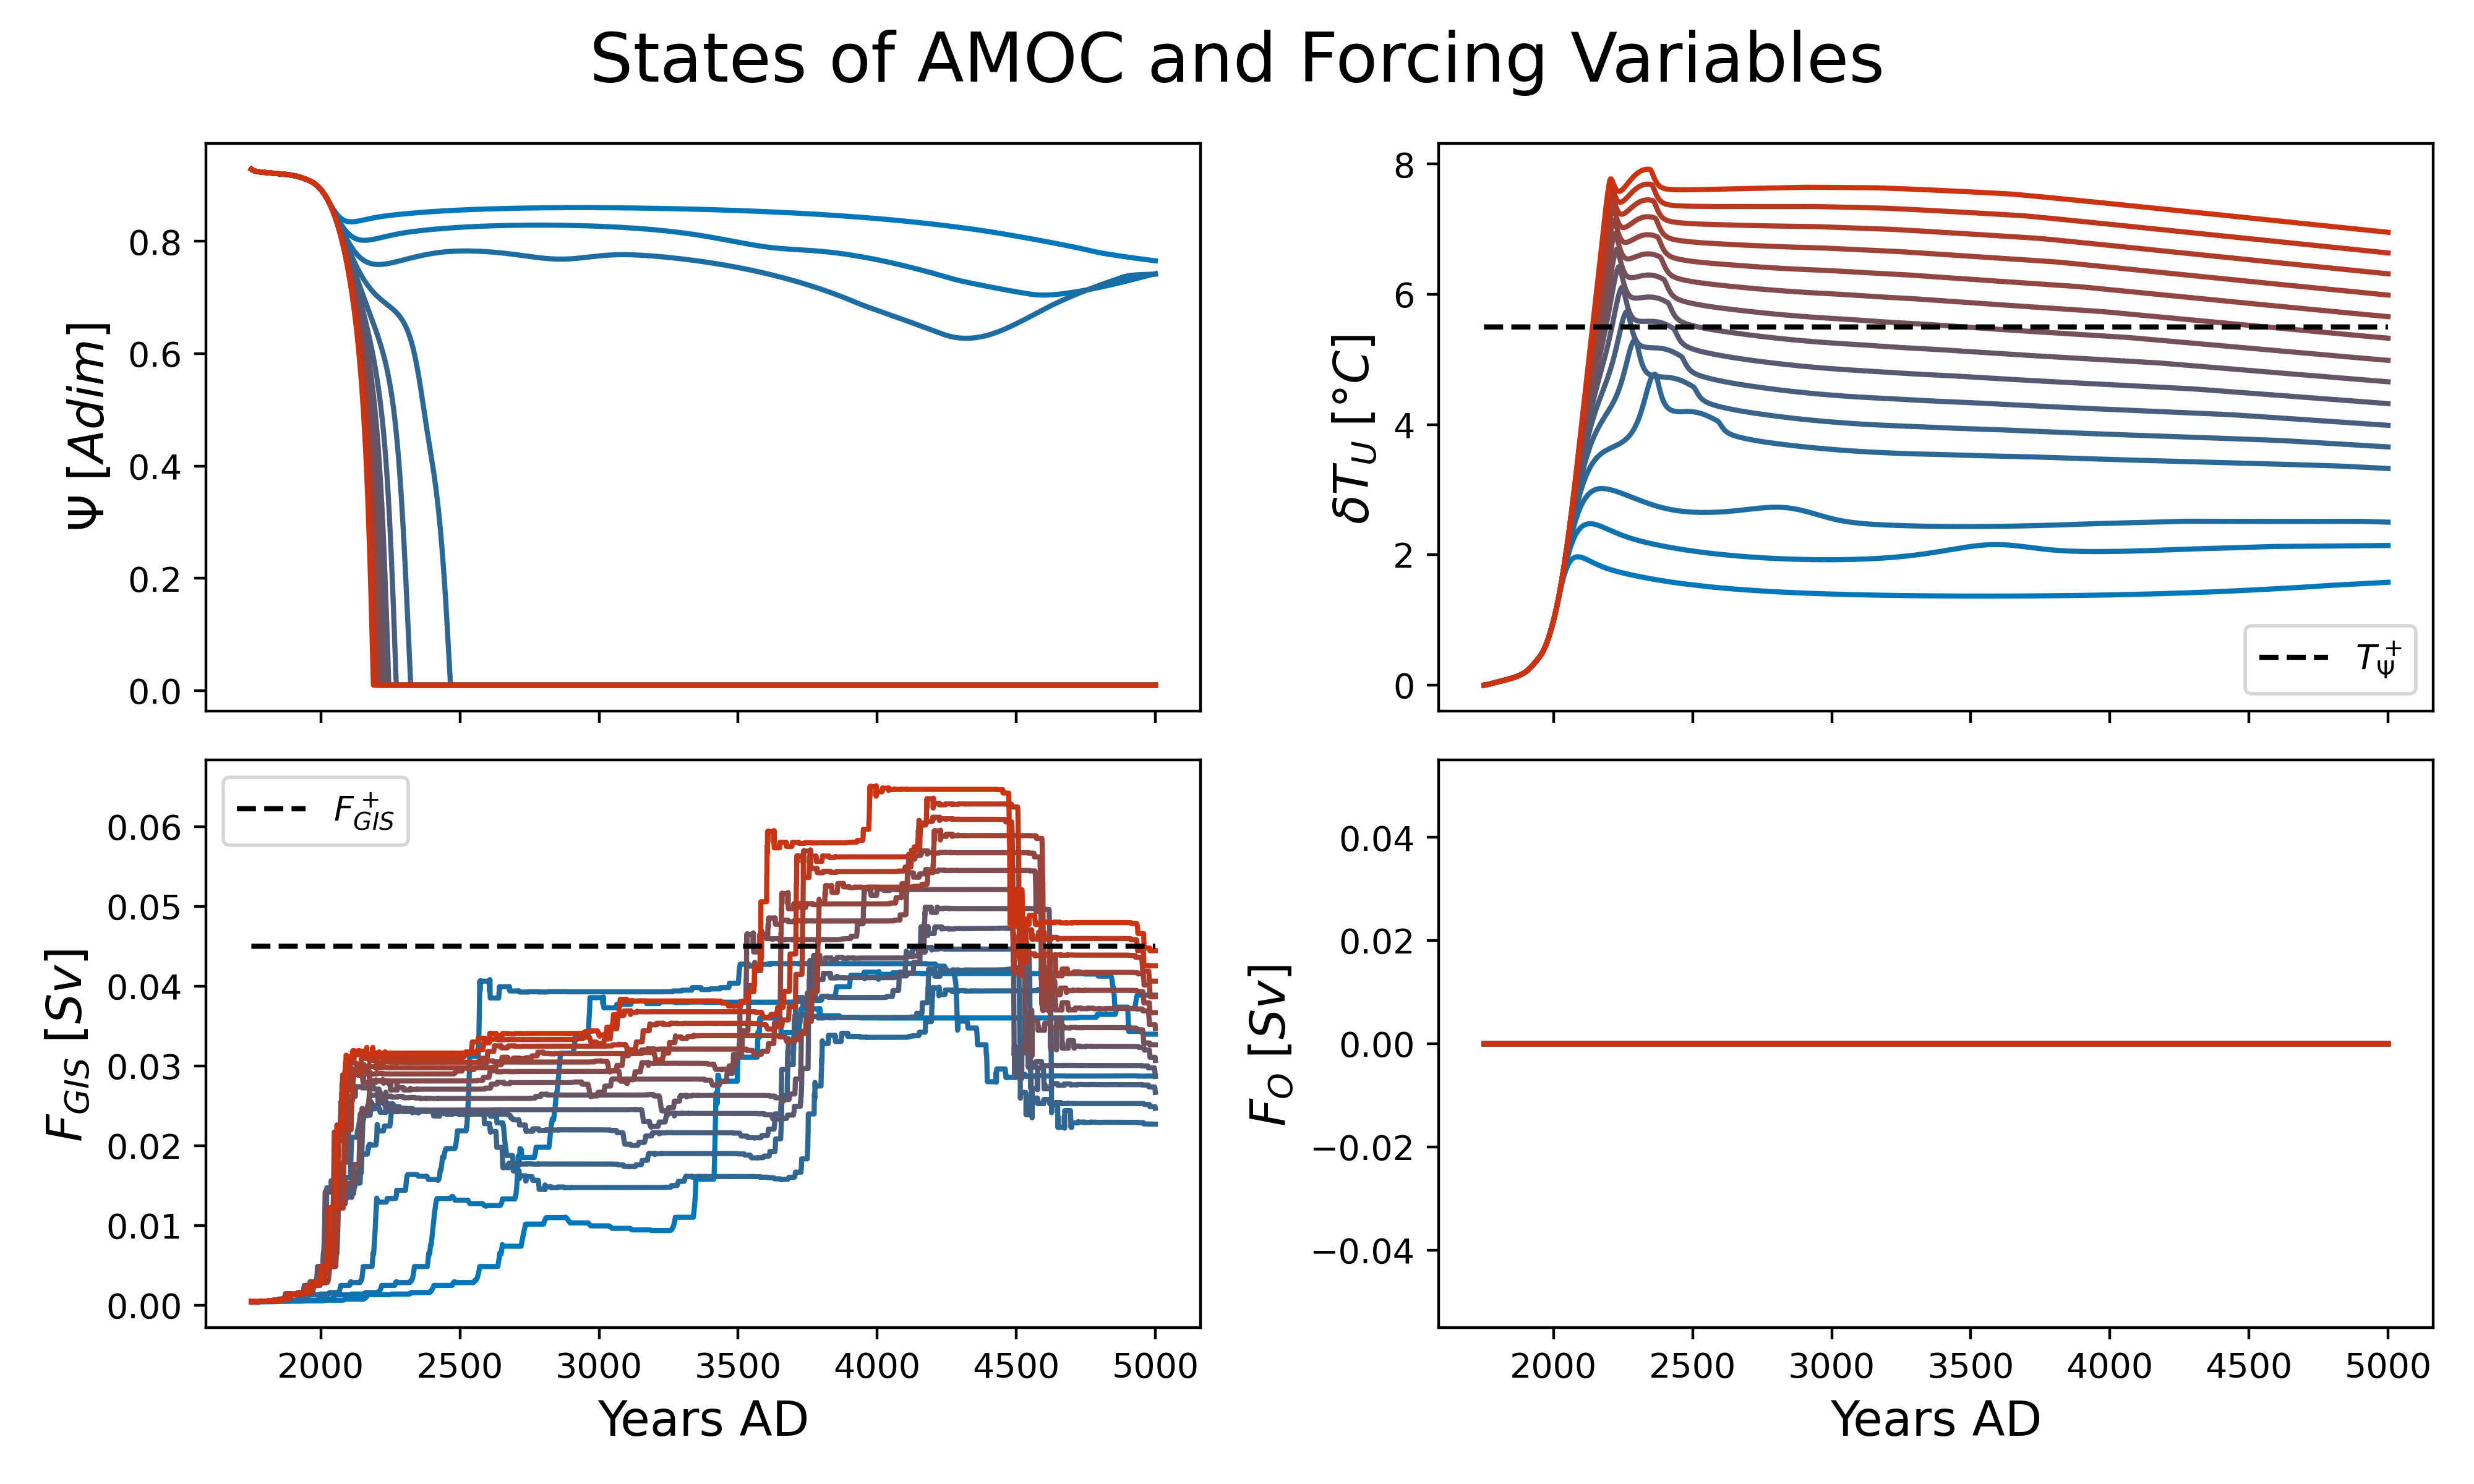 States of AMOC and Forcing Variables
Ψ [Adim]
0.8
0.6
0.4
0.2
0.0
δT_U [°C]
8
6
4
2
0
T_Ψ^+
F_GIS [Sv]
0.06
0.05
0.04
0.03
0.02
0.01
0.00
F_GIS^+
2000 2500 3000 3500 4000 4500 5000
Years AD
F_O [Sv]
0.04
0.02
0.00
−0.02
−0.04
2000 2500 3000 3500 4000 4500 5000
Years AD